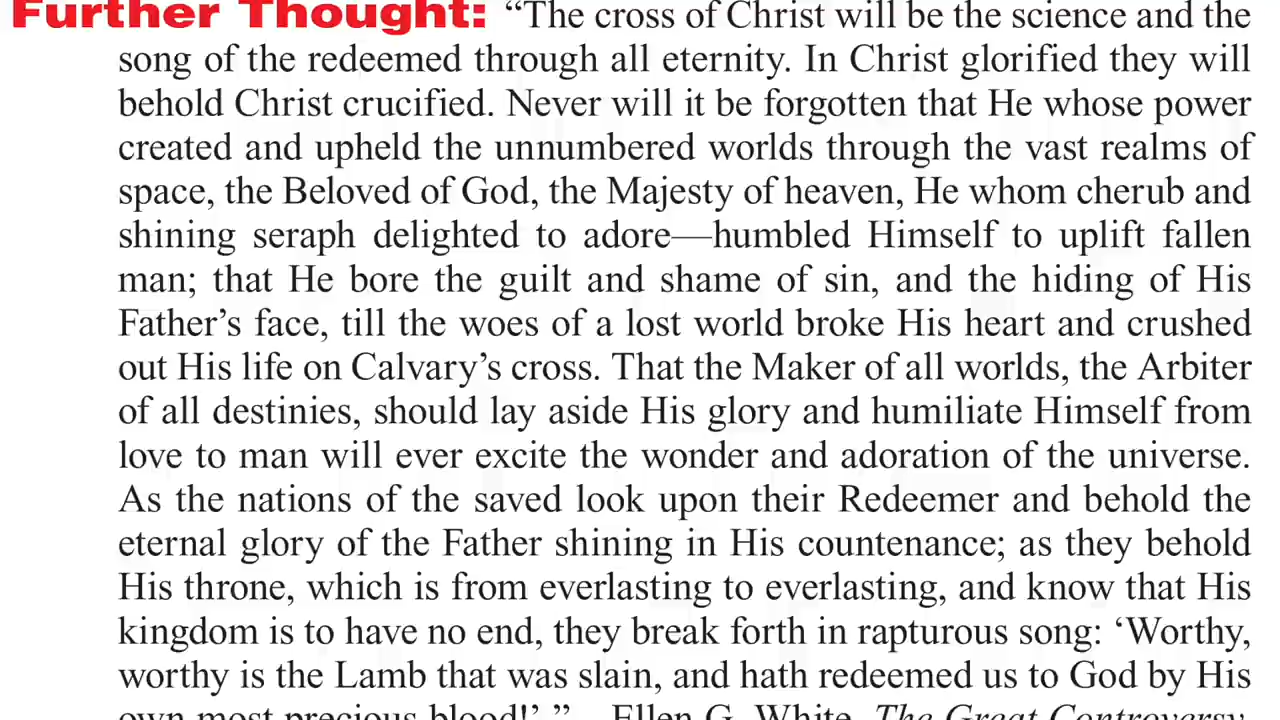 Further Thought: “The cross of Christ will be the science and the
song of the redeemed through all eternity. In Christ glorified they will
behold Christ crucified. Never will it be forgotten that He whose power
created and upheld the unnumbered worlds through the vast realms of
space, the Beloved of God, the Majesty of heaven, He whom cherub and
shining seraph delighted to adore—humbled Himself to uplift fallen
man; that He bore the guilt and shame of sin, and the hiding of His
Father’s face, till the woes of a lost world broke His heart and crushed
out His life on Calvary’s cross. That the Maker of all worlds, the Arbiter
of all destinies, should lay aside His glory and humiliate Himself from
love to man will ever excite the wonder and adoration of the universe.
As the nations of the saved look upon their Redeemer and behold the
eternal glory of the Father shining in His countenance; as they behold
His throne, which is from everlasting to everlasting, and know that His
kingdom is to have no end, they break forth in rapturous song: ‘Worthy,
worthy is the Lamb that was slain, and hath redeemed us to God by His
own most precious blood!’ ”—Ellen G. White, The Great Controversy,